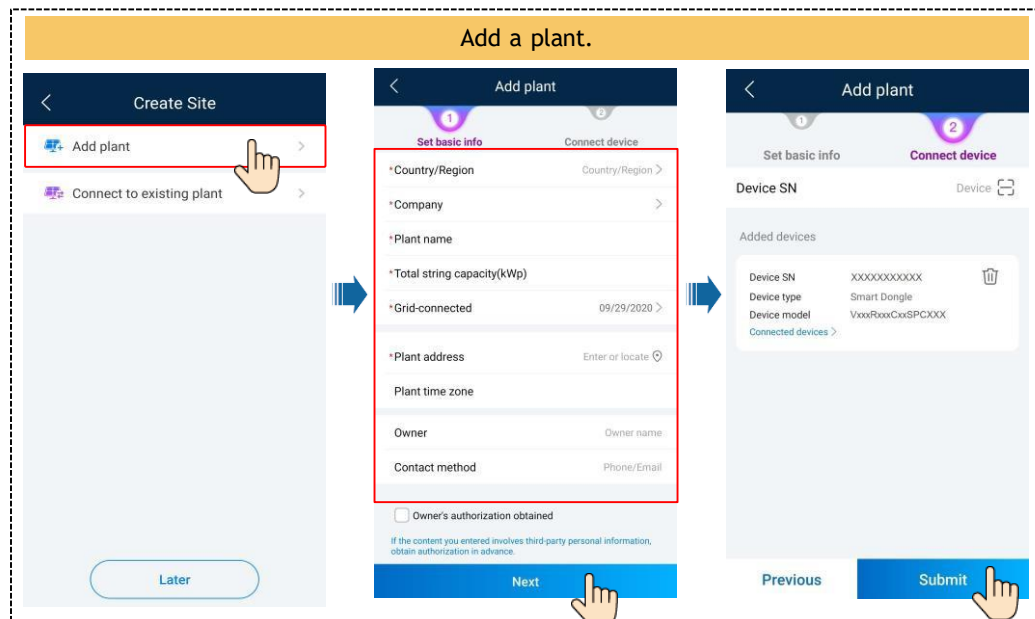 Add a plant.
Create Site
Add plant
Connect to existing plant
Later
Add plant
1
2
Set basic info
Connect device
*Country/Region
Country/Region
*Company
*Plant name
*Total string capacity(kWp)
*Grid-connected
09/29/2020
*Plant address
Enter or locate
Plant time zone
Owner
Owner name
Contact method
Phone/Email
Owner's authorization obtained
If the content you entered involves third-party personal information,
obtain authorization in advance.
Next
Add plant
1
2
Set basic info
Connect device
Device SN
Device
Added devices
Device SN
XXXXXXXXXXX
Device type
Smart Dongle
Device model
VxxxRxxxCxxSPCXXX
Connected devices >
Previous
Submit